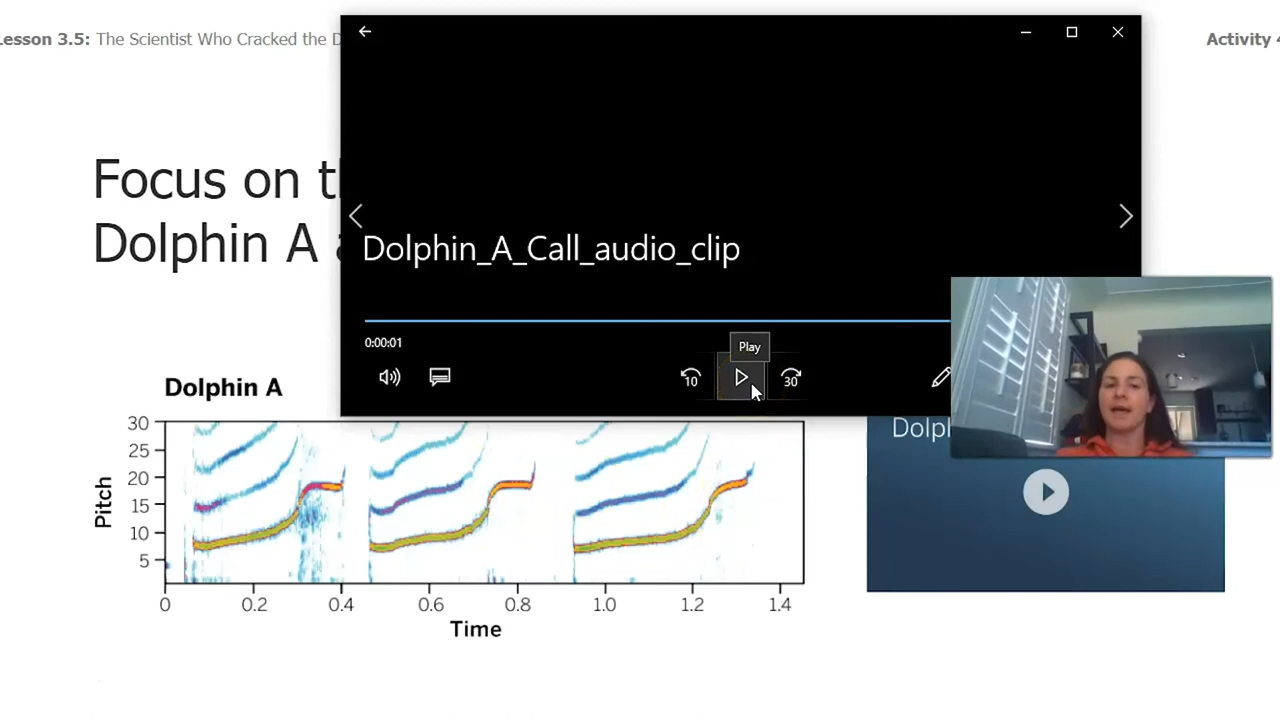 Lesson 3.5: The Scientist Who Cracked the D
Activity 4
Focus on t
Dolphin A a
Dolphin_A_Call_audio_clip
0:00:01
Play
10
30
Dolphin A
Dolph
30
25
20
15
10
5
Pitch
0 0.2 0.4 0.6 0.8 1.0 1.2 1.4
Time